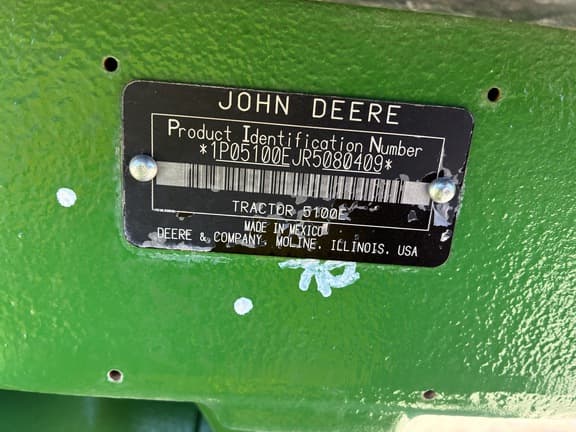 JOHN DEERE
Product Identification Number
*1P05100EJR5080409*
TRACTOR 5100E
MADE IN MEXICO
DEERE & COMPANY, MOLINE, ILLINOIS, USA